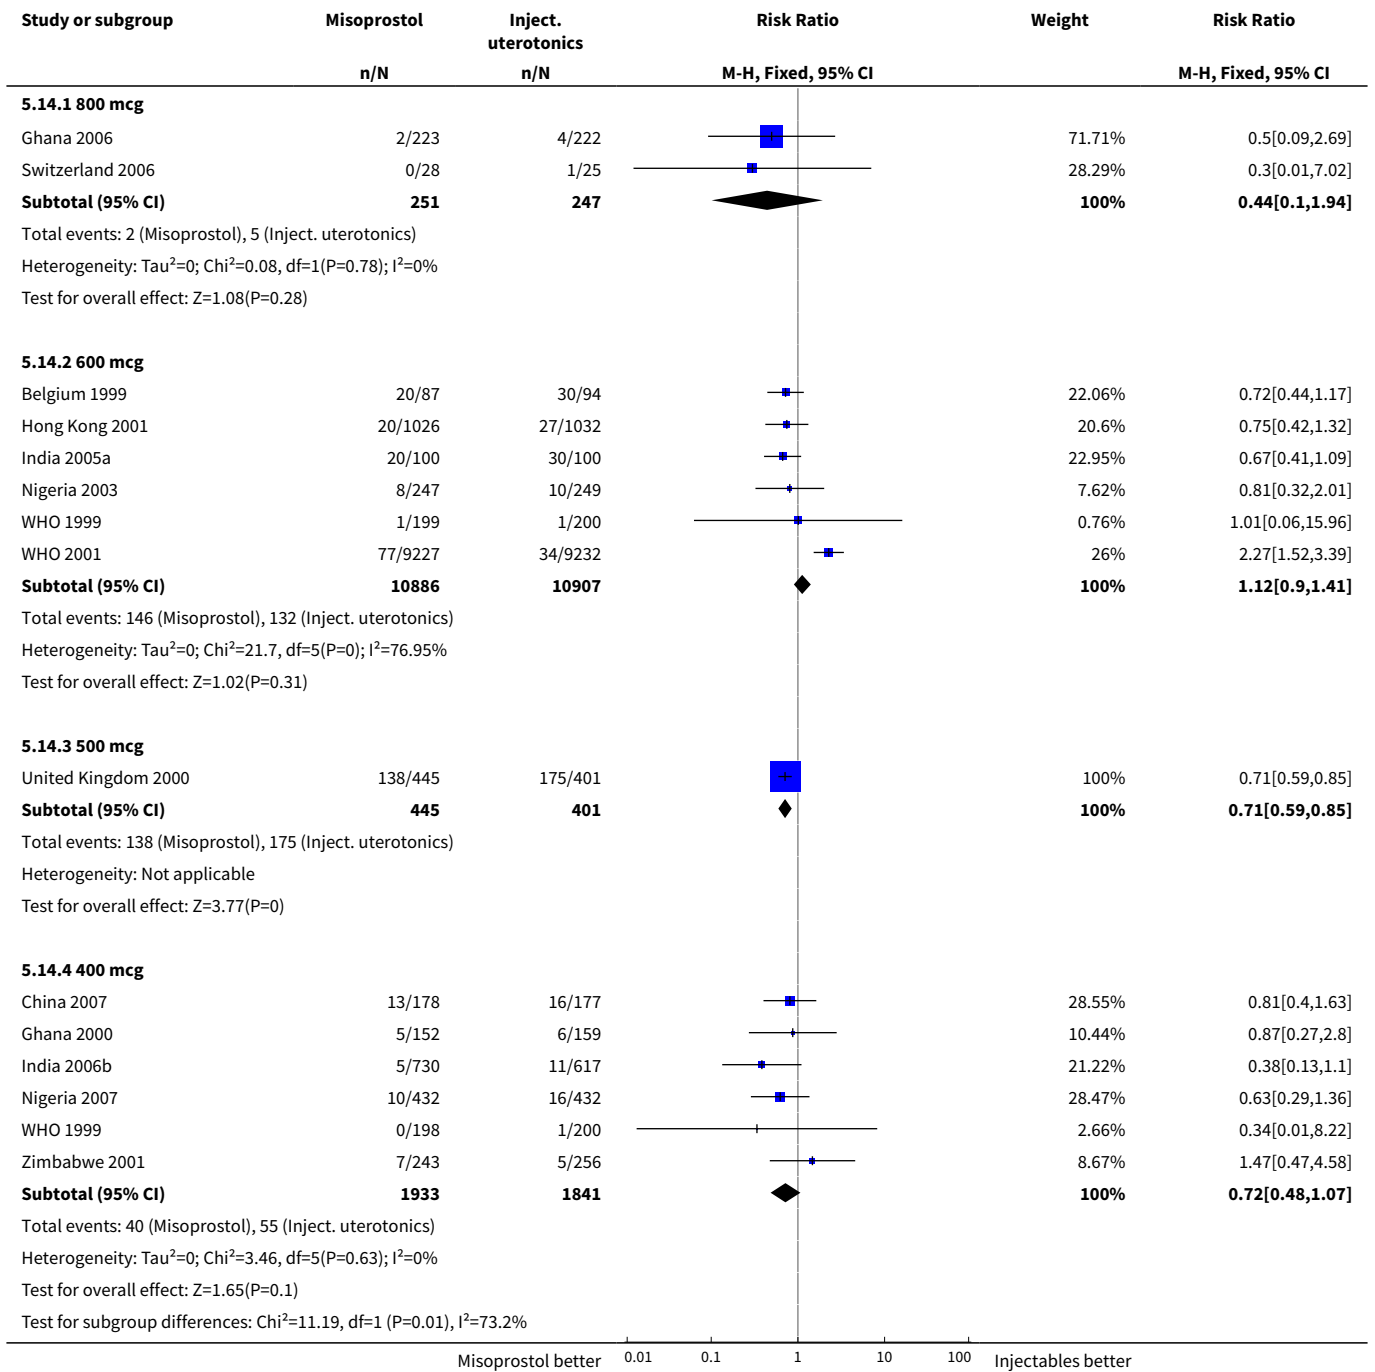 Study or subgroup Misoprostol Inject. uterotonics Risk Ratio Weight Risk Ratio
n/N n/N M-H, Fixed, 95% CI M-H, Fixed, 95% CI
5.14.1 800 mcg
Ghana 2006 2/223 4/222 71.71% 0.5[0.09,2.69]
Switzerland 2006 0/28 1/25 28.29% 0.3[0.01,7.02]
Subtotal (95% CI) 251 247 100% 0.44[0.1,1.94]
Total events: 2 (Misoprostol), 5 (Inject. uterotonics)
Heterogeneity: Tau²=0; Chi²=0.08, df=1(P=0.78); I²=0%
Test for overall effect: Z=1.08(P=0.28)
5.14.2 600 mcg
Belgium 1999 20/87 30/94 22.06% 0.72[0.44,1.17]
Hong Kong 2001 20/1026 27/1032 20.6% 0.75[0.42,1.32]
India 2005a 20/100 30/100 22.95% 0.67[0.41,1.09]
Nigeria 2003 8/247 10/249 7.62% 0.81[0.32,2.01]
WHO 1999 1/199 1/200 0.76% 1.01[0.06,15.96]
WHO 2001 77/9227 34/9232 26% 2.27[1.52,3.39]
Subtotal (95% CI) 10886 10907 100% 1.12[0.9,1.41]
Total events: 146 (Misoprostol), 132 (Inject. uterotonics)
Heterogeneity: Tau²=0; Chi²=21.7, df=5(P=0); I²=76.95%
Test for overall effect: Z=1.02(P=0.31)
5.14.3 500 mcg
United Kingdom 2000 138/445 175/401 100% 0.71[0.59,0.85]
Subtotal (95% CI) 445 401 100% 0.71[0.59,0.85]
Total events: 138 (Misoprostol), 175 (Inject. uterotonics)
Heterogeneity: Not applicable
Test for overall effect: Z=3.77(P=0)
5.14.4 400 mcg
China 2007 13/178 16/177 28.55% 0.81[0.4,1.63]
Ghana 2000 5/152 6/159 10.44% 0.87[0.27,2.8]
India 2006b 5/730 11/617 21.22% 0.38[0.13,1.1]
Nigeria 2007 10/432 16/432 28.47% 0.63[0.29,1.36]
WHO 1999 0/198 1/200 2.66% 0.34[0.01,8.22]
Zimbabwe 2001 7/243 5/256 8.67% 1.47[0.47,4.58]
Subtotal (95% CI) 1933 1841 100% 0.72[0.48,1.07]
Total events: 40 (Misoprostol), 55 (Inject. uterotonics)
Heterogeneity: Tau²=0; Chi²=3.46, df=5(P=0.63); I²=0%
Test for overall effect: Z=1.65(P=0.1)
Test for subgroup differences: Chi²=11.19, df=1 (P=0.01), I²=73.2%
Misoprostol better 0.01 0.1 1 10 100 Injectables better